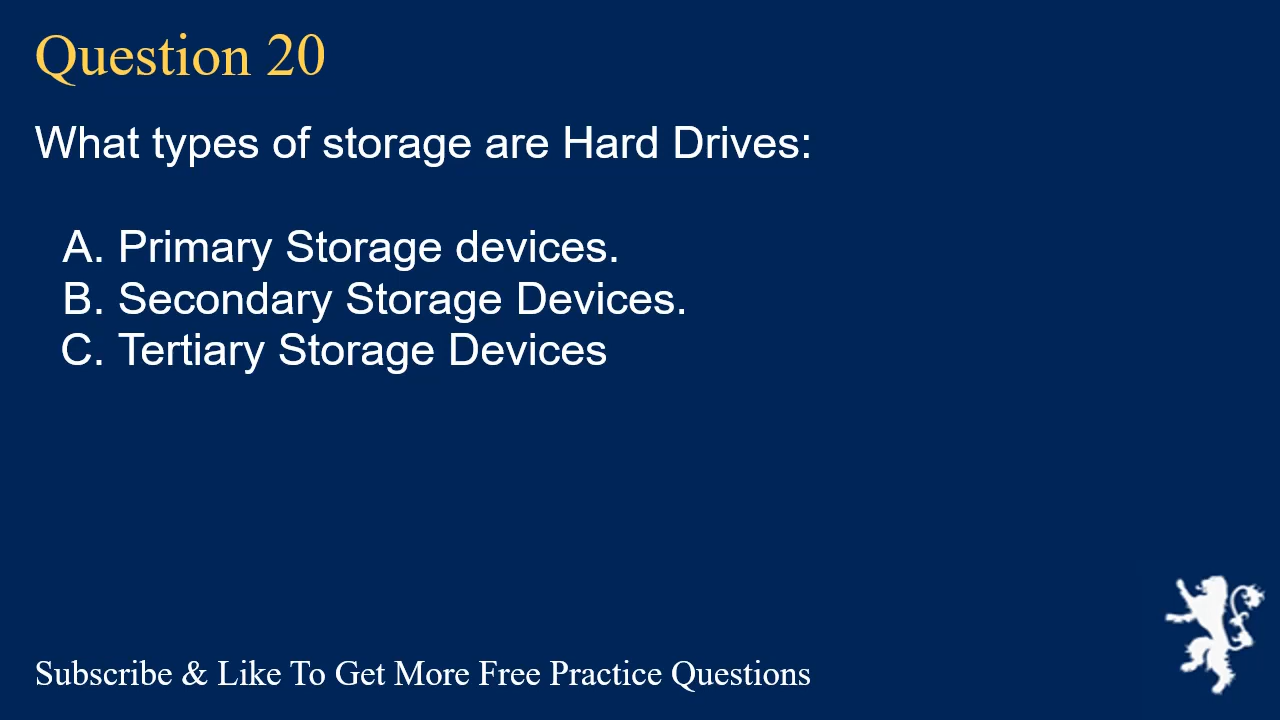 Question 20
What types of storage are Hard Drives:
A. Primary Storage devices.
B. Secondary Storage Devices.
C. Tertiary Storage Devices
Subscribe & Like To Get More Free Practice Questions